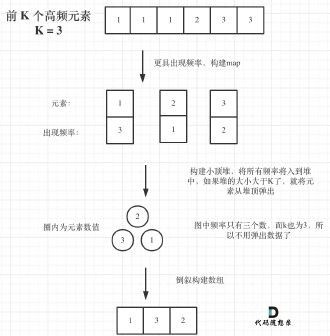 前 K 个高频元素
K = 3
1 1 1 2 3 3
更具出现频率，构建map
元素： 1 2 3
出现频率： 3 1 2
构建小顶堆，将所有频率将入到堆
中，如果堆的大小大于K了，就将元
素从堆顶弹出
2
圈内为元素数值
3 1
图中频率只有三个数，而k也为3，所
以不用弹出数据了
倒叙构建数组
1 3 2
代码随想录